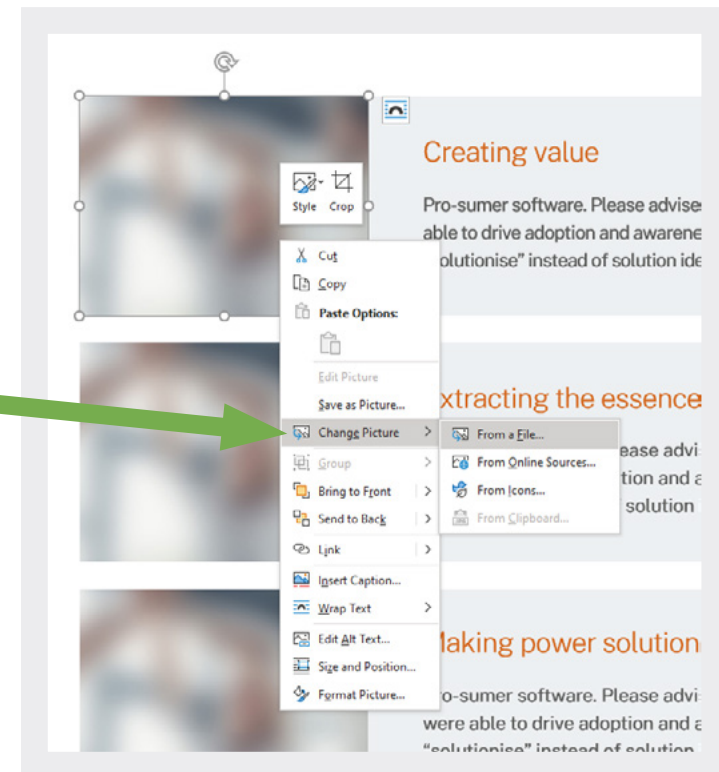 Creating value
Pro-sumer software. Please advise
able to drive adoption and awarene
olutionise” instead of solution ide
Style Crop
Cut
Copy
Paste Options:
Edit Picture
Save as Picture...
Change Picture
Group
Bring to Front
Send to Back
Link
Insert Caption...
Wrap Text
Edit Alt Text...
Size and Position...
Format Picture...
From a File...
From Online Sources...
From Icons...
From Clipboard...
xtracting the essence
ease advi
tion and a
solution
Making power solution
o-sumer software. Please advi
were able to drive adoption and a
“solutionise” instead of solution